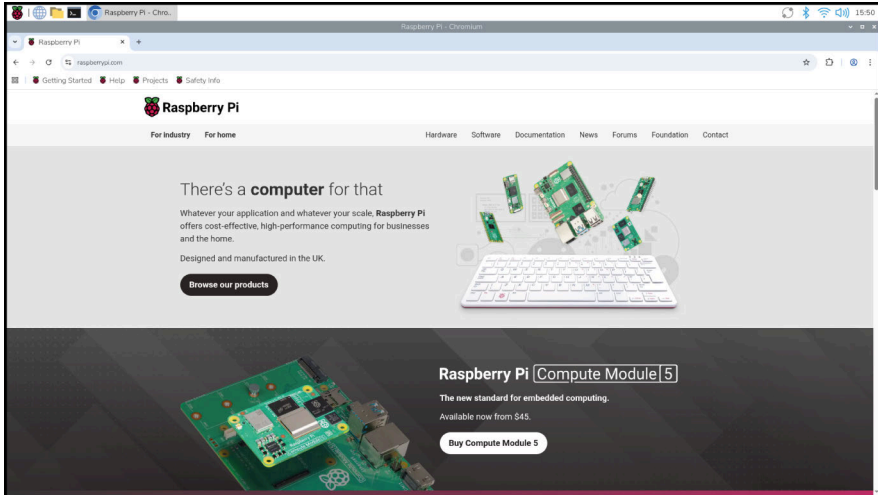 Raspberry Pi - Chro..
15:50
Raspberry Pi - Chromium
Raspberry Pi
raspberrypi.com
Getting Started Help Projects Safety Info
Raspberry Pi
For industry For home Hardware Software Documentation News Forums Foundation Contact
There's a computer for that
Whatever your application and whatever your scale, Raspberry Pi
offers cost-effective, high-performance computing for businesses
and the home.
Designed and manufactured in the UK.
Browse our products
Raspberry Pi Compute Module 5
The new standard for embedded computing.
Available now from $45.
Buy Compute Module 5